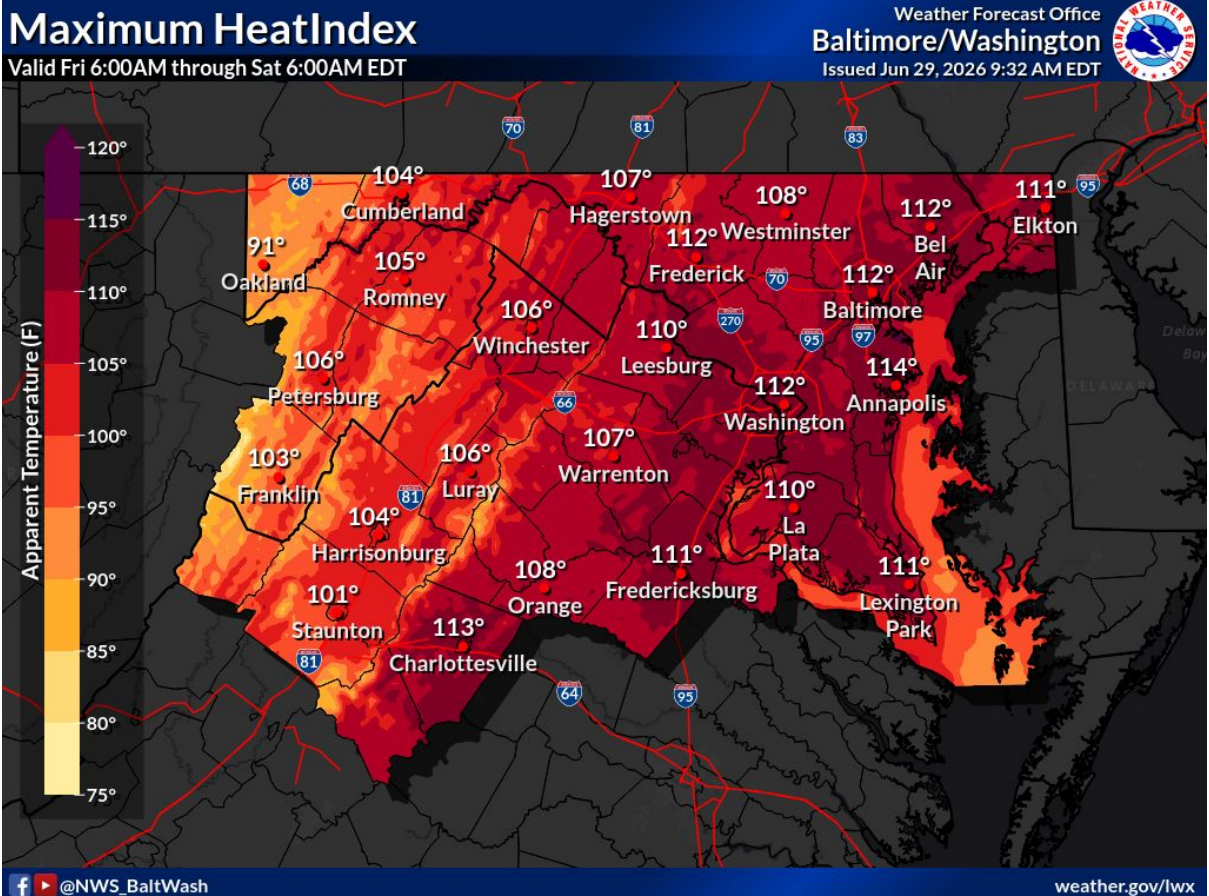 Maximum HeatIndex
Valid Fri 6:00AM through Sat 6:00AM EDT
Weather Forecast Office
Baltimore/Washington
Issued Jun 29, 2026 9:32 AM EDT
NATIONAL WEATHER SERVICE
Apparent Temperature (F)
120°
115°
110°
105°
100°
95°
90°
85°
80°
75°
70
81
83
68
95
104°
Cumberland
107°
Hagerstown
108°
Westminster
112°
Bel
Air
111°
Elkton
91°
Oakland
105°
Romney
112°
Frederick
70
112°
Baltimore
106°
Winchester
110°
Leesburg
270
95
97
106°
Petersburg
66
112°
Washington
114°
Annapolis
DELAWARE
103°
Franklin
81
106°
Luray
107°
Warrenton
104°
Harrisonburg
110°
La
Plata
101°
Staunton
108°
Orange
111°
Fredericksburg
111°
Lexington
Park
81
113°
Charlottesville
64
95
@NWS_BaltWash
weather.gov/lwx